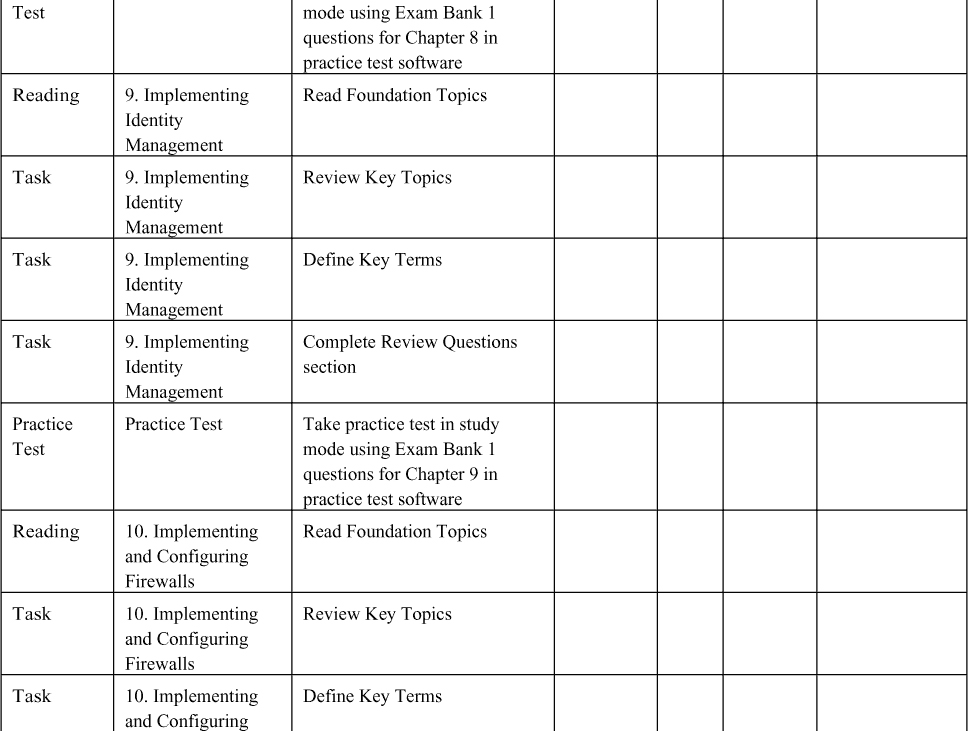 Test mode using Exam Bank 1
questions for Chapter 8 in
practice test software
Reading 9. Implementing Read Foundation Topics
Identity
Management
Task 9. Implementing Review Key Topics
Identity
Management
Task 9. Implementing Define Key Terms
Identity
Management
Task 9. Implementing Complete Review Questions
Identity section
Management
Practice Practice Test Take practice test in study
Test mode using Exam Bank 1
questions for Chapter 9 in
practice test software
Reading 10. Implementing Read Foundation Topics
and Configuring
Firewalls
Task 10. Implementing Review Key Topics
and Configuring
Firewalls
Task 10. Implementing Define Key Terms
and Configuring